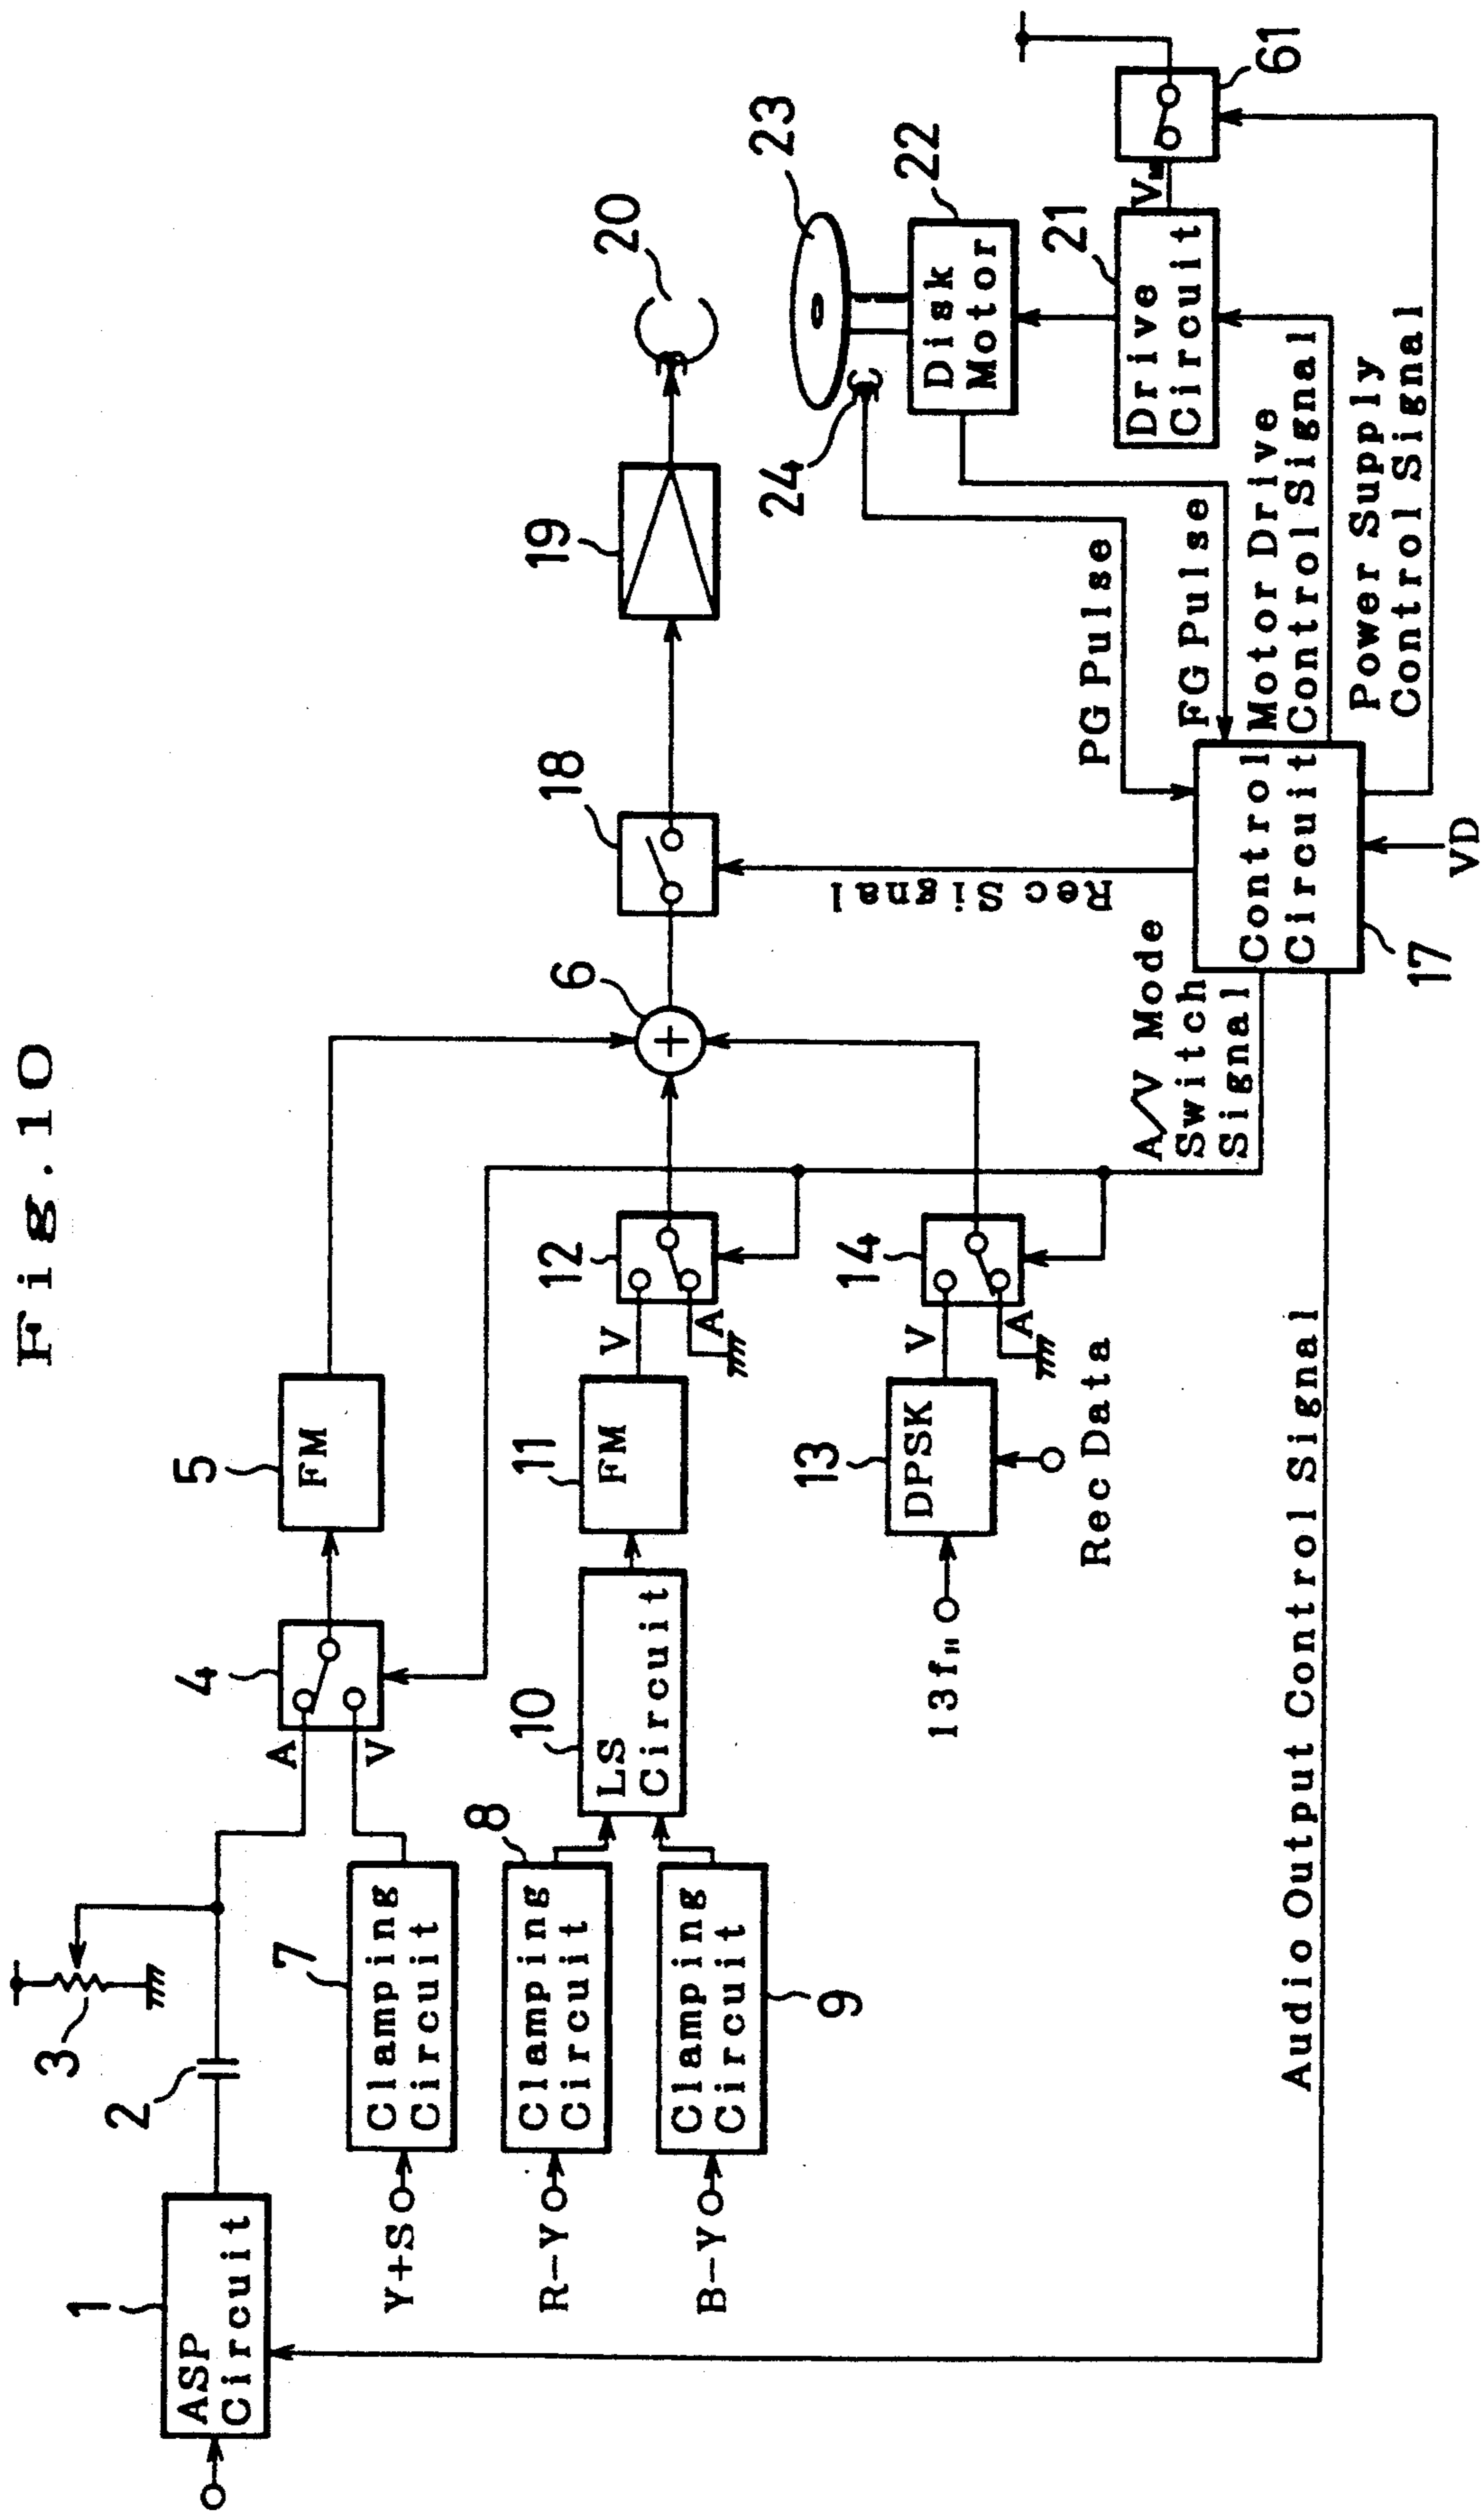 Fig.10
1
ASP
Circuit
2
3
A
V
4
5
FM
Y+S
7
Clamping
Circuit
R-Y
8
Clamping
Circuit
B-Y
9
Clamping
Circuit
10
LS
Circuit
11
FM
V
A
12
6
18
19
20
13fH
13
DPSK
Rec Data
V
A
14
A/V Mode
Switch
Signal
Rec Signal
PG Pulse
FG Pulse
24
23
22
Disk
Motor
21
Drive
Circuit
VM
61
Motor Drive
Control Signal
Power Supply
Control Signal
Control
Circuit
17
VD
Audio Output Control Signal